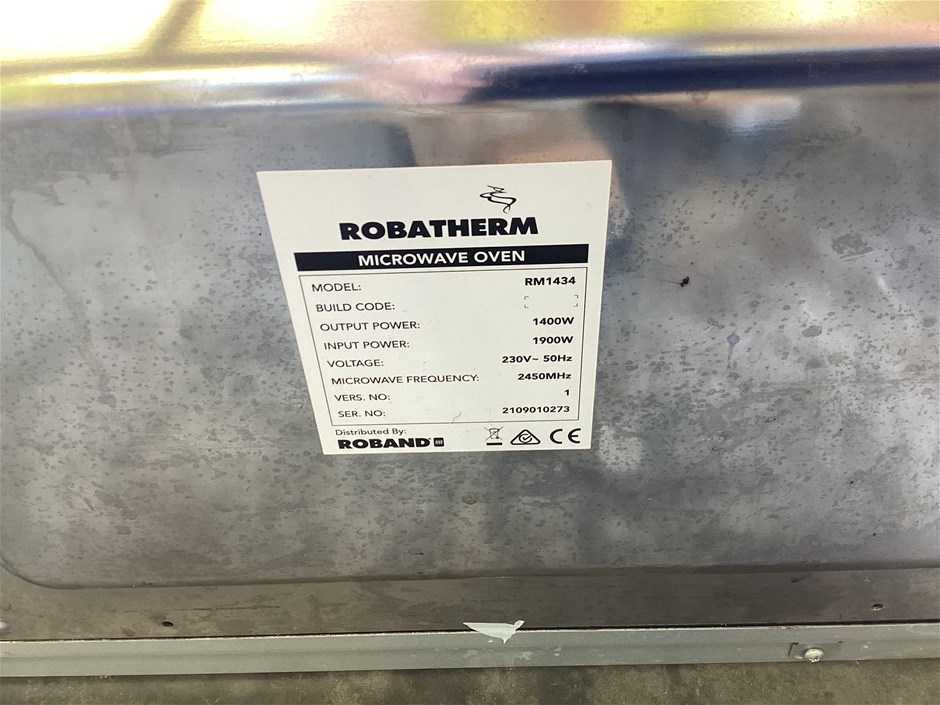 ROBATHERM
MICROWAVE OVEN
MODEL: RM1434
BUILD CODE:
OUTPUT POWER: 1400W
INPUT POWER: 1900W
VOLTAGE: 230V~ 50Hz
MICROWAVE FREQUENCY: 2450MHz
VERS. NO: 1
SER. NO: 2109010273
Distributed By:
ROBAND®
CE